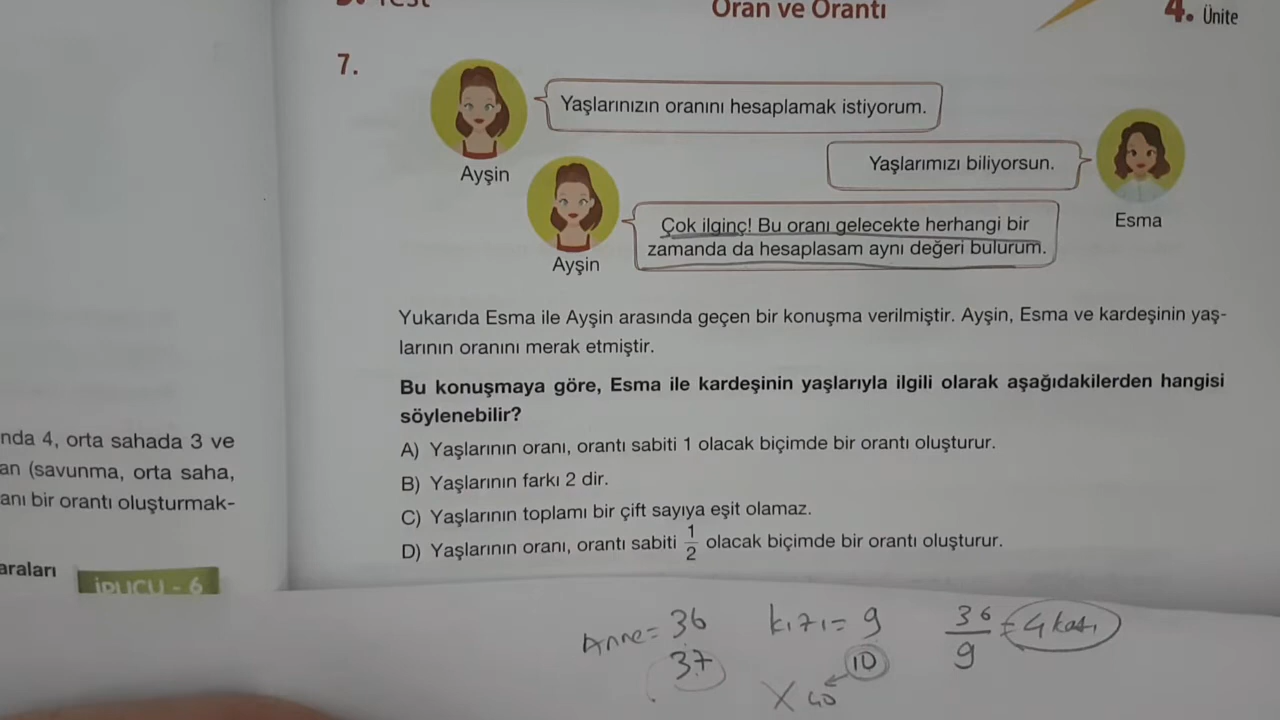 Test
Oran ve Orantı
4. Ünite
7.
Yaşlarınızın oranını hesaplamak istiyorum.
Ayşin
Yaşlarımızı biliyorsun.
Esma
Çok ilginç! Bu oranı gelecekte herhangi bir
zamanda da hesaplasam aynı değeri bulurum.
Ayşin
Yukarıda Esma ile Ayşin arasında geçen bir konuşma verilmiştir. Ayşin, Esma ve kardeşinin yaş-
larının oranını merak etmiştir.
Bu konuşmaya göre, Esma ile kardeşinin yaşlarıyla ilgili olarak aşağıdakilerden hangisi
söylenebilir?
A) Yaşlarının oranı, orantı sabiti 1 olacak biçimde bir orantı oluşturur.
B) Yaşlarının farkı 2 dir.
C) Yaşlarının toplamı bir çift sayıya eşit olamaz.
D) Yaşlarının oranı, orantı sabiti 1/2 olacak biçimde bir orantı oluşturur.
nda 4, orta sahada 3 ve
an (savunma, orta saha,
anı bir orantı oluşturmak-
araları
İPUCU - 6
Anne = 36 kızı = 9 36/9 = 4 katı
37 10
X 40